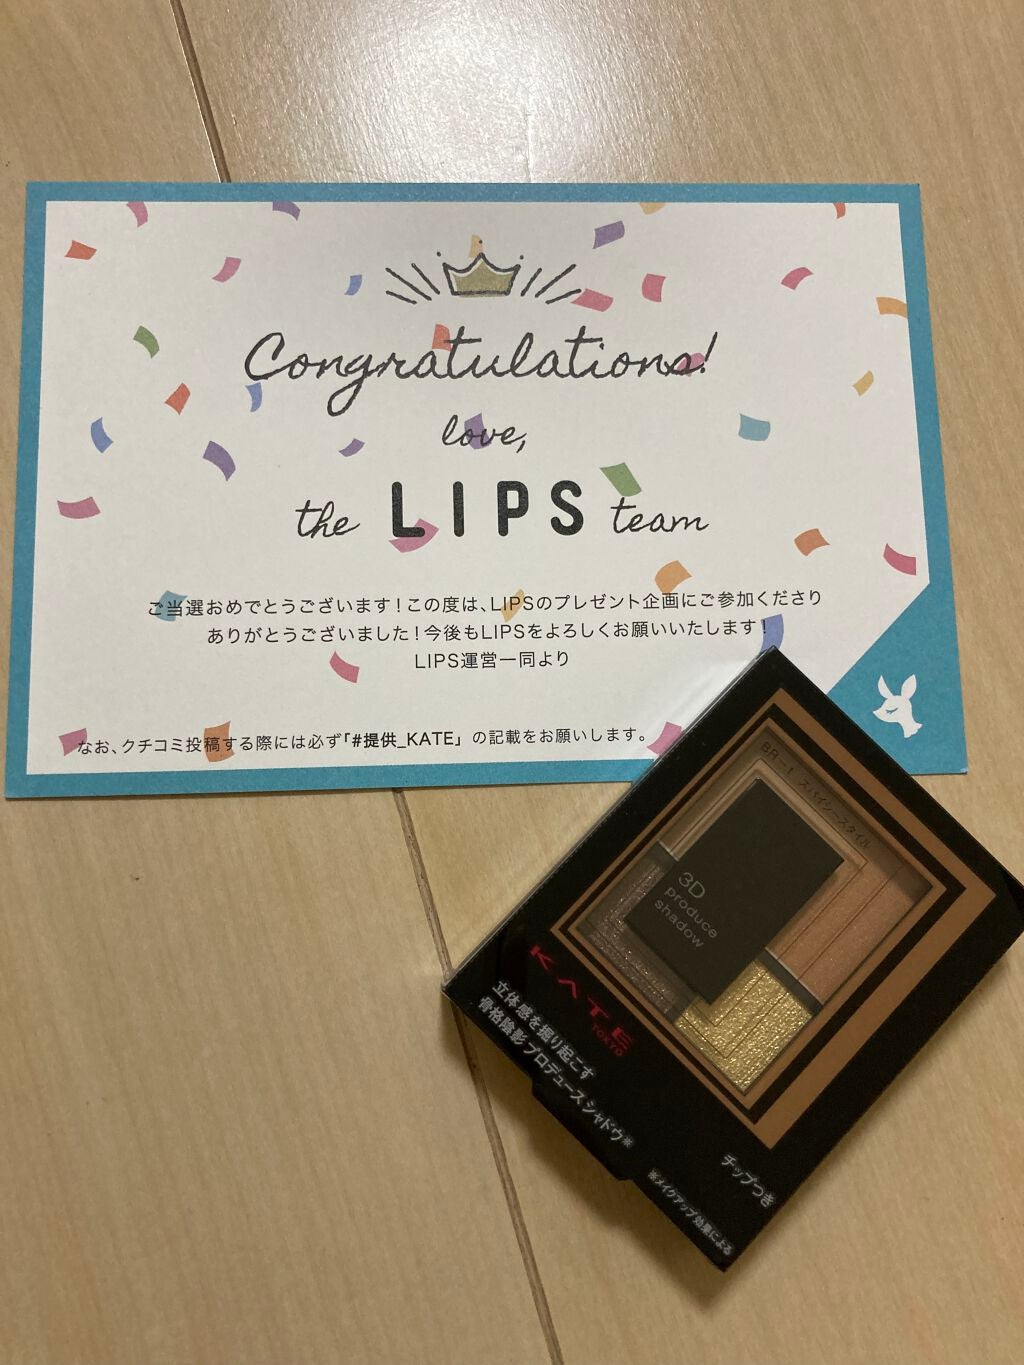 Congratulations!
love,
the LIPS team
ご当選おめでとうございます!この度は、LIPSのプレゼント企画にご参加くださり
ありがとうございました!今後もLIPSをよろしくお願いいたします!
LIPS運営一同より
なお、クチコミ投稿する際には必ず「#提供_KATE」の記載をお願いします。
BR-1 スパイシースタイル
3D
produce
shadow
KATE
TOKYO
立体感を掘り起こす
骨格陰影プロデュースシャドウ※
チップつき
※メイクアップ効果による